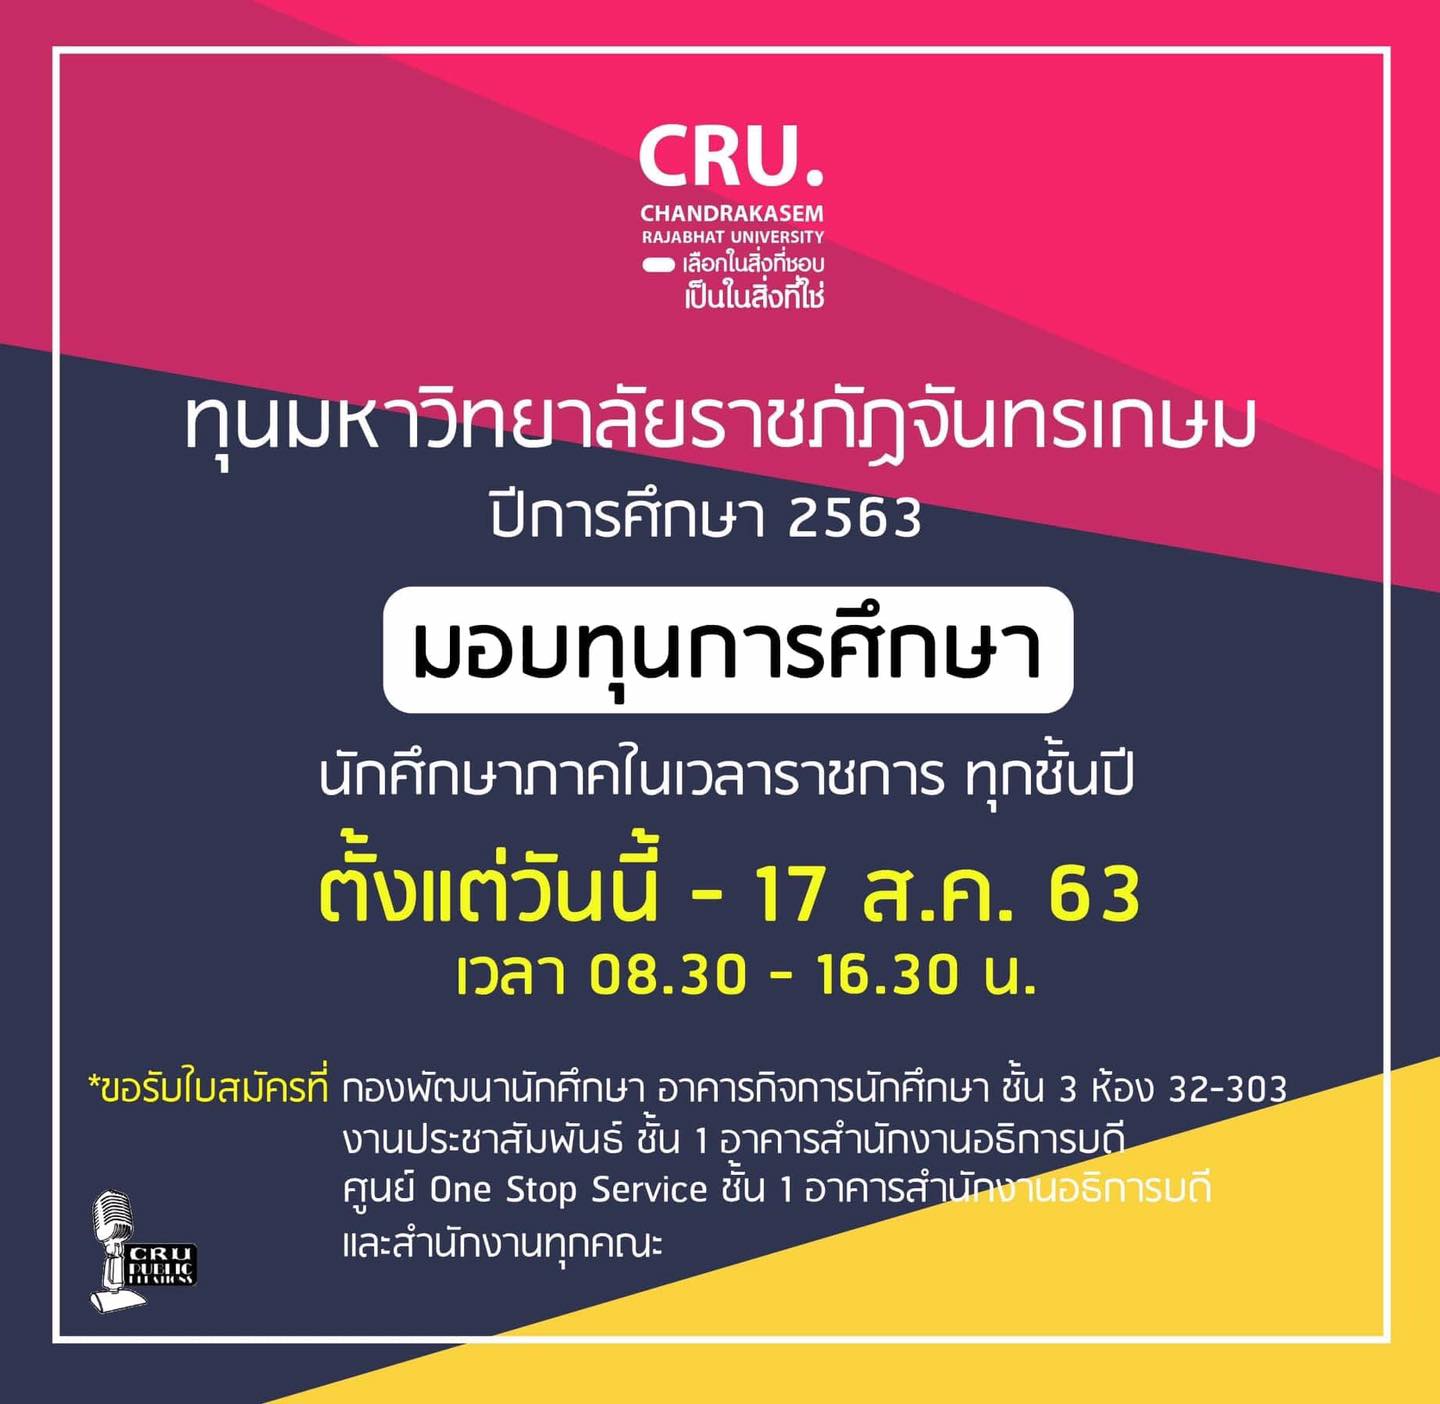 CRU.
CHANDRAKASEM
RAJABHAT UNIVERSITY
เลือกในสิ่งที่ชอบ
เป็นในสิ่งที่ใช่
ทุนมหาวิทยาลัยราชภัฏจันทรเกษม
ปีการศึกษา 2563
มอบทุนการศึกษา
นักศึกษาภาคในเวลาราชการ ทุกชั้นปี
ตั้งแต่วันนี้ - 17 ส.ค. 63
เวลา 08.30 - 16.30 น.
*ขอรับใบสมัครที่ กองพัฒนานักศึกษา อาคารกิจการนักศึกษา ชั้น 3 ห้อง 32-303
งานประชาสัมพันธ์ ชั้น 1 อาคารสำนักงานอธิการบดี
ศูนย์ One Stop Service ชั้น 1 อาคารสำนักงานอธิการบดี
และสำนักงานทุกคณะ
CRU
PUBLIC
RELATIONS